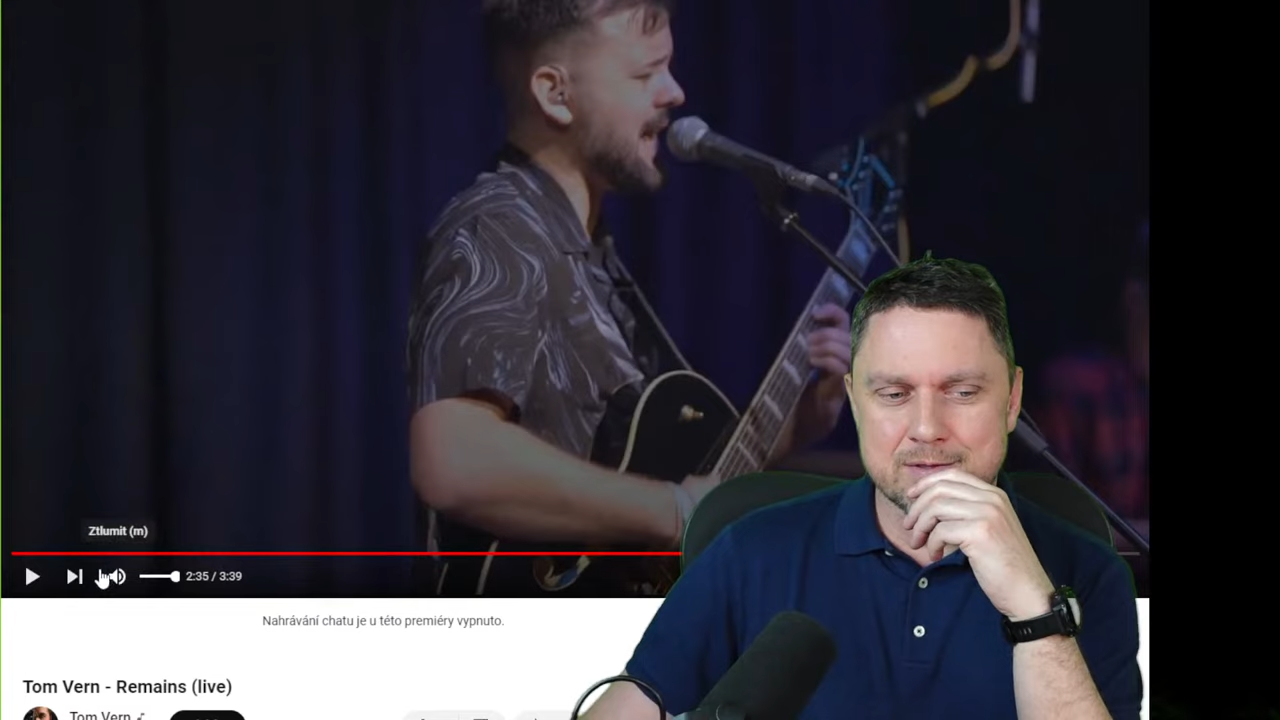 Ztlumit (m)
2:35 / 3:39
Nahrávání chatu je u této premiéry vypnuto.
Tom Vern - Remains (live)
Tom Vern